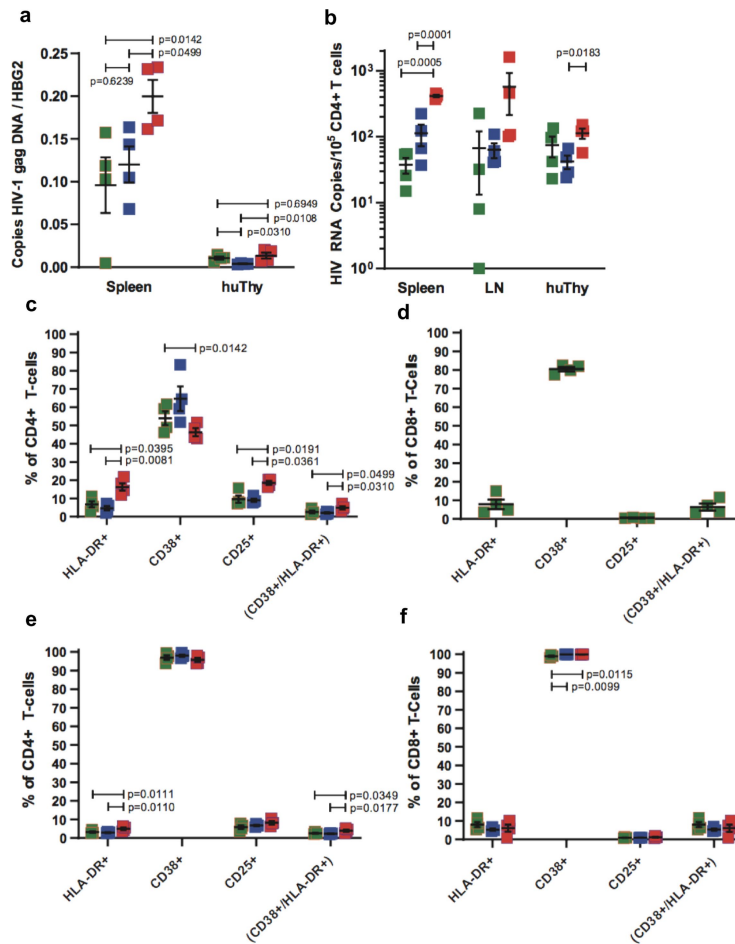 a
Copies HIV-1 gag DNA / HBG2
0.25
0.20
0.15
0.10
0.05
0.00
p=0.0142
p=0.0499
p=0.6239
p=0.6949
p=0.0108
p=0.0310
Spleen
huThy
b
HIV RNA Copies/10⁵ CD4+ T cells
10³
10²
10¹
10⁰
p=0.0001
p=0.0005
p=0.0183
Spleen
LN
huThy
c
% of CD4+ T-cells
100
90
80
70
60
50
40
30
20
10
0
p=0.0142
p=0.0395
p=0.0081
p=0.0191
p=0.0361
p=0.0499
p=0.0310
HLA-DR+
CD38+
CD25+
(CD38+/HLA-DR+)
d
% of CD8+ T-Cells
100
90
80
70
60
50
40
30
20
10
0
HLA-DR+
CD38+
CD25+
(CD38+/HLA-DR+)
e
% of CD4+ T-Cells
100
90
80
70
60
50
40
30
20
10
0
p=0.0111
p=0.0110
p=0.0349
p=0.0177
HLA-DR+
CD38+
CD25+
(CD38+/HLA-DR+)
f
% of CD8+ T-Cells
100
90
80
70
60
50
40
30
20
10
0
p=0.0115
p=0.0099
HLA-DR+
CD38+
CD25+
(CD38+/HLA-DR+)